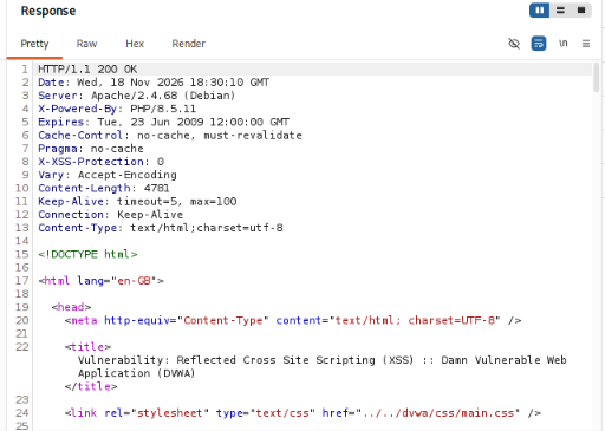 Response
Pretty Raw Hex Render \n
1 HTTP/1.1 200 OK
2 Date: Wed, 18 Nov 2026 18:30:10 GMT
3 Server: Apache/2.4.68 (Debian)
4 X-Powered-By: PHP/8.5.11
5 Expires: Tue, 23 Jun 2009 12:00:00 GMT
6 Cache-Control: no-cache, must-revalidate
7 Pragma: no-cache
8 X-XSS-Protection: 0
9 Vary: Accept-Encoding
10 Content-Length: 4781
11 Keep-Alive: timeout=5, max=100
12 Connection: Keep-Alive
13 Content-Type: text/html;charset=utf-8
14
15 <!DOCTYPE html>
16
17 <html lang="en-GB">
18
19 <head>
20 <meta http-equiv="Content-Type" content="text/html; charset=UTF-8" />
21
22 <title>
Vulnerability: Reflected Cross Site Scripting (XSS) :: Damn Vulnerable Web
Application (DVWA)
</title>
23
24 <link rel="stylesheet" type="text/css" href="../../dvwa/css/main.css" />
25